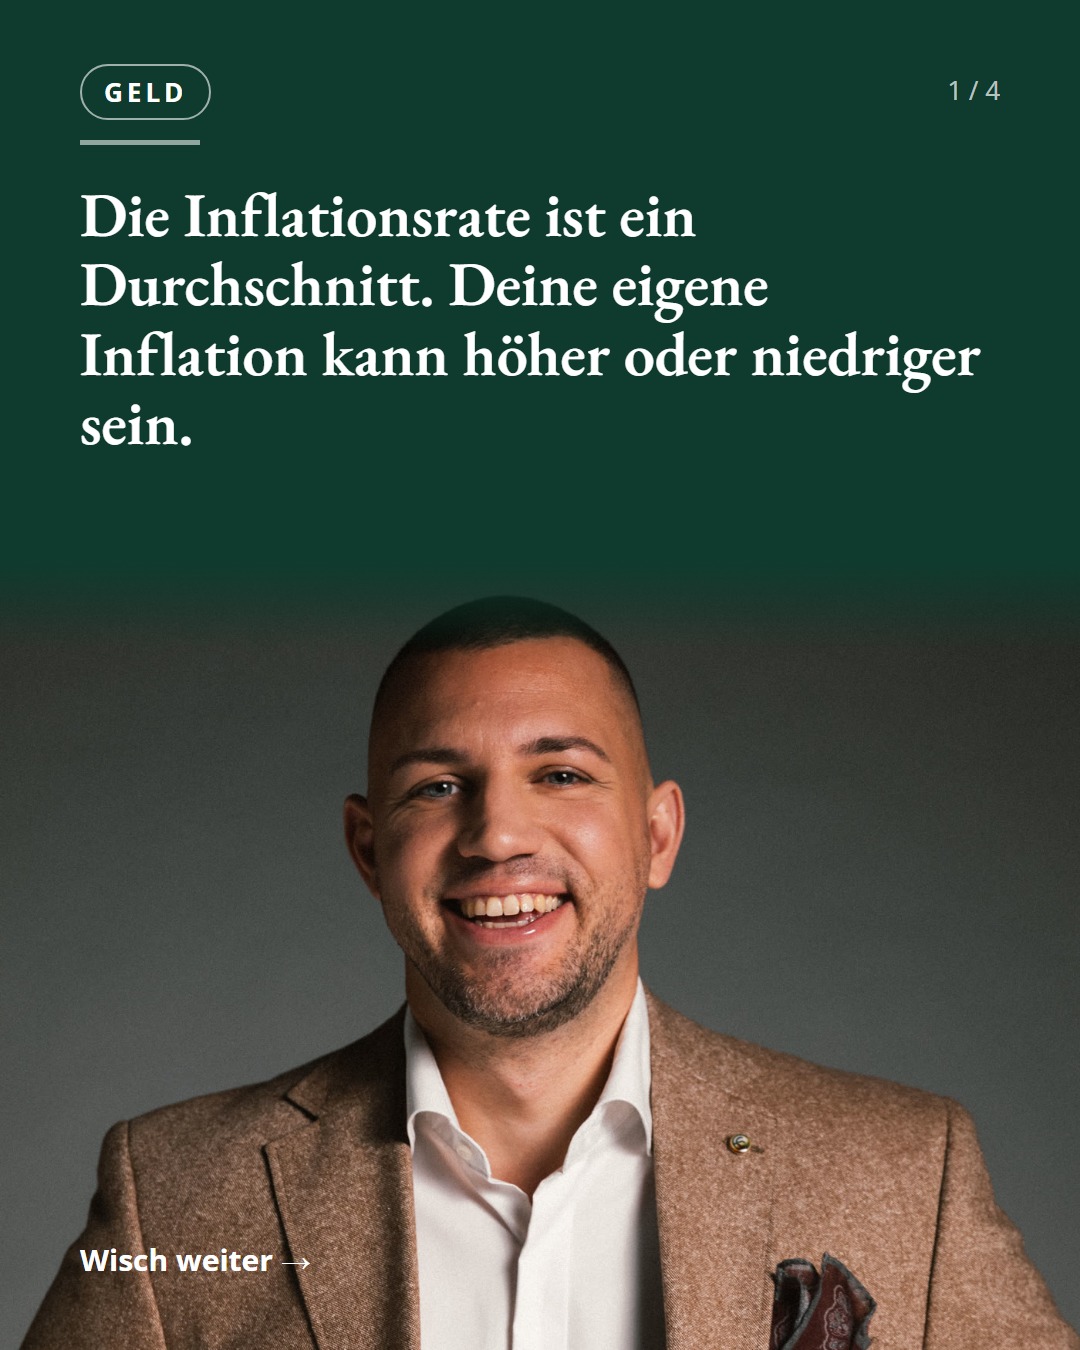 GELD
1 / 4
Die Inflationsrate ist ein
Durchschnitt. Deine eigene
Inflation kann höher oder niedriger
sein.
Wisch weiter →